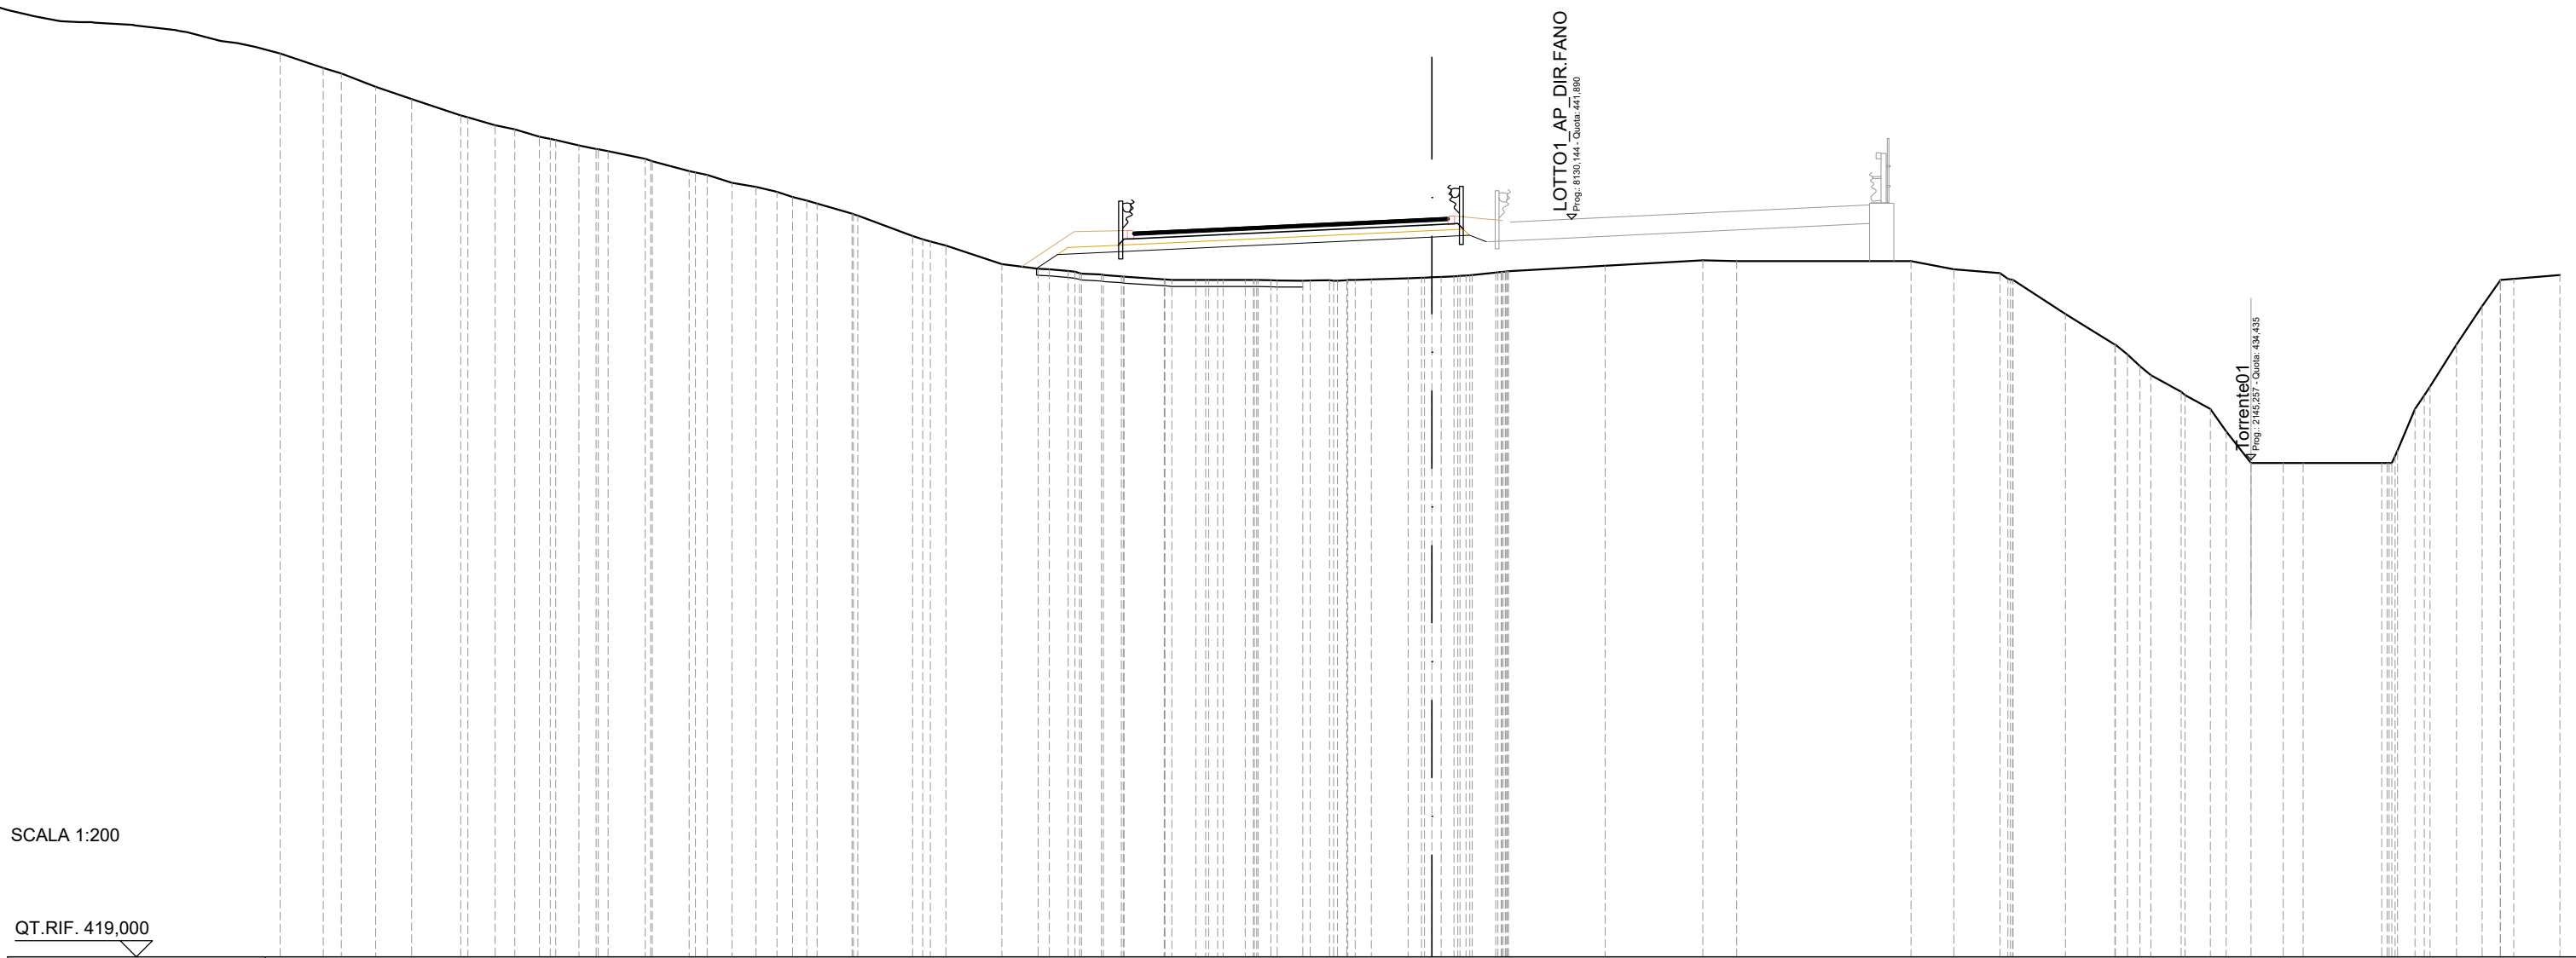 LOTTO1_AP_DIR.FANO
Prog.: 8130,144 - Quota: 441,890
Torrente01
Prog.: 2145,257 - Quota: 434,435
SCALA 1:200
QT.RIF. 419,000